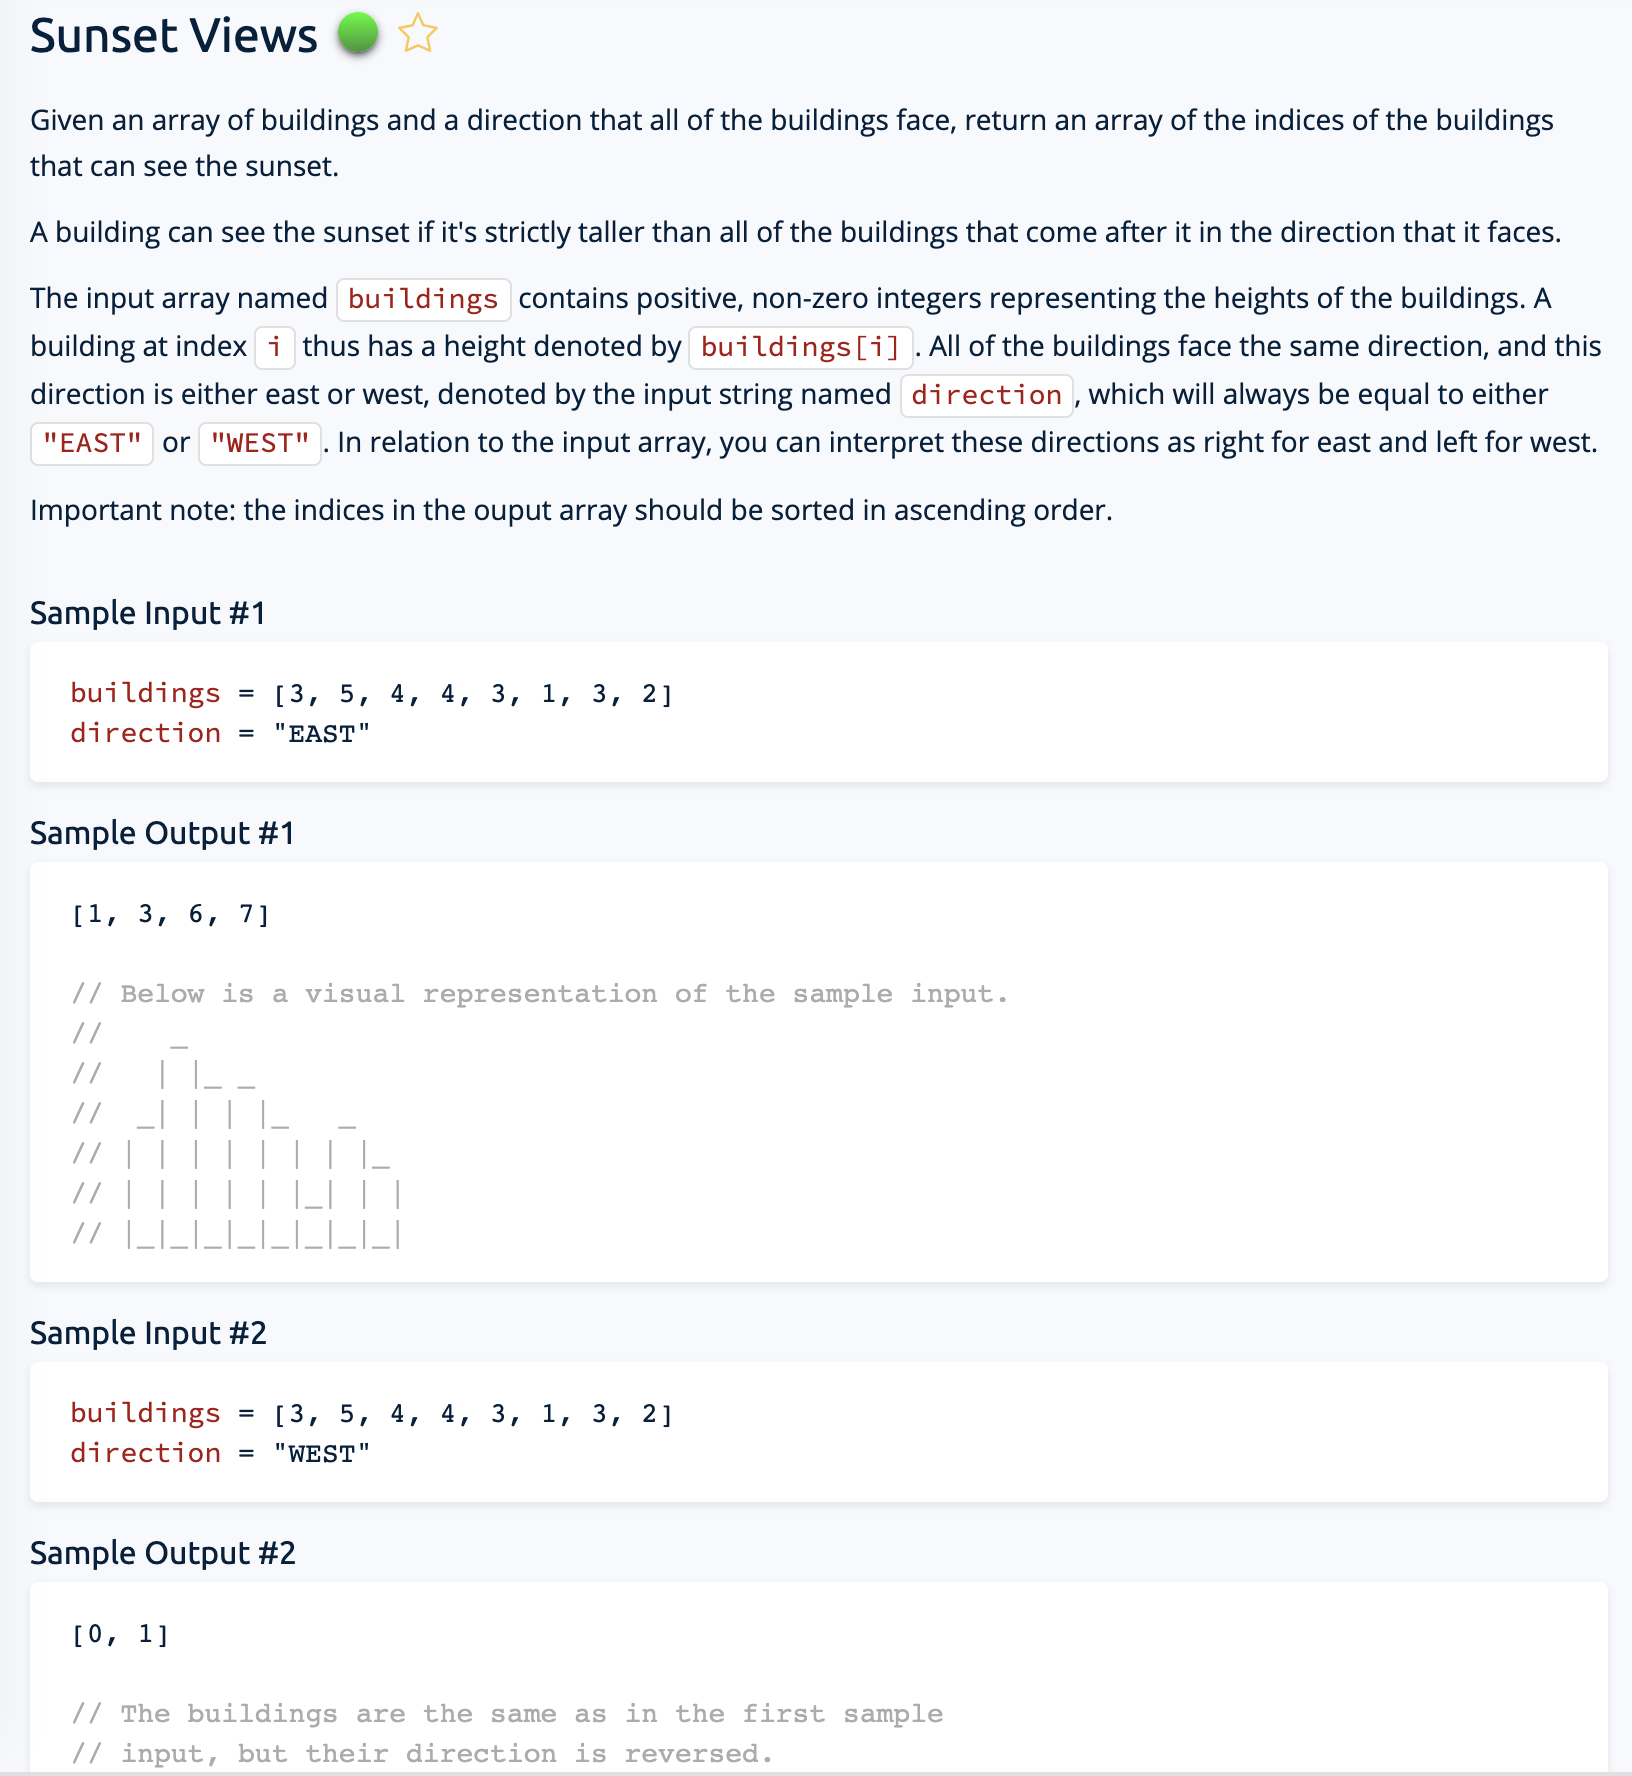 Sunset Views
Given an array of buildings and a direction that all of the buildings face, return an array of the indices of the buildings
that can see the sunset.
A building can see the sunset if it's strictly taller than all of the buildings that come after it in the direction that it faces.
The input array named buildings contains positive, non-zero integers representing the heights of the buildings. A
building at index i thus has a height denoted by buildings[i]. All of the buildings face the same direction, and this
direction is either east or west, denoted by the input string named direction, which will always be equal to either
"EAST" or "WEST". In relation to the input array, you can interpret these directions as right for east and left for west.
Important note: the indices in the ouput array should be sorted in ascending order.
Sample Input #1
buildings = [3, 5, 4, 4, 3, 1, 3, 2]
direction = "EAST"
Sample Output #1
[1, 3, 6, 7]
// Below is a visual representation of the sample input.
//    _
//   | |_ _
//  _| | | |_   _
// | | | | | | | |_
// | | | | | |_| | |
// |_|_|_|_|_|_|_|_|
Sample Input #2
buildings = [3, 5, 4, 4, 3, 1, 3, 2]
direction = "WEST"
Sample Output #2
[0, 1]
// The buildings are the same as in the first sample
// input, but their direction is reversed.